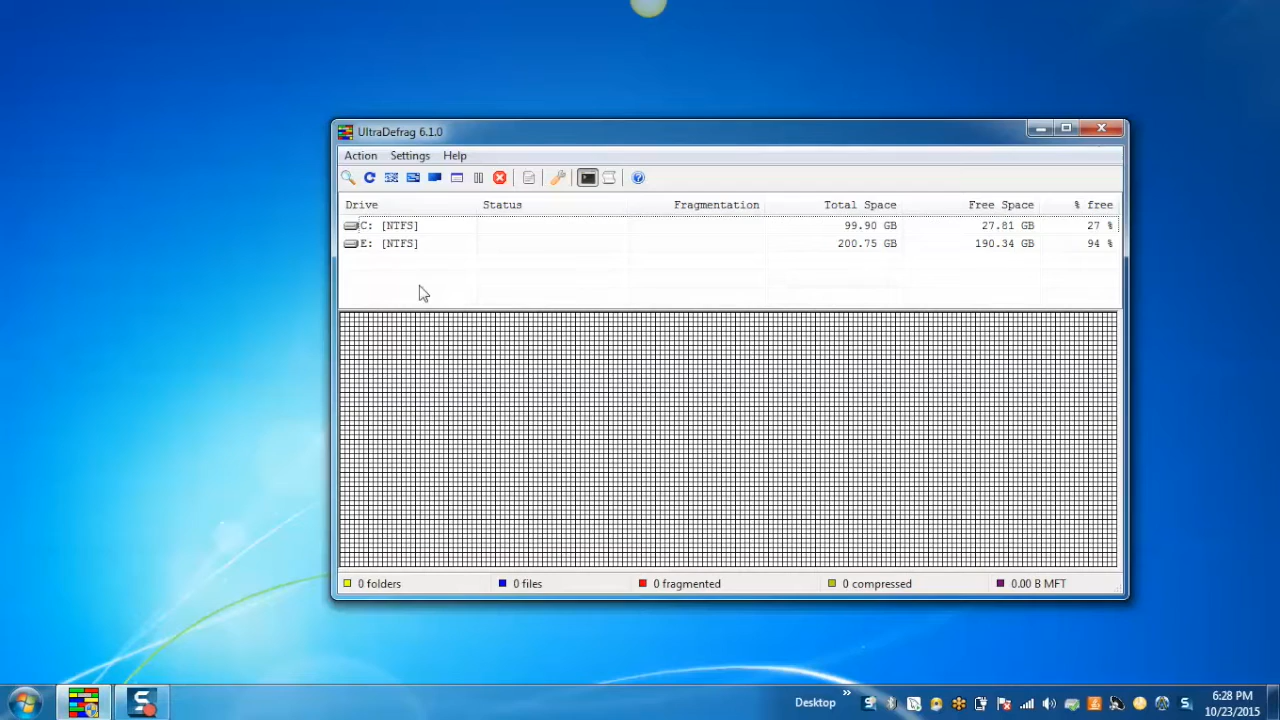 UltraDefrag 6.1.0
Action Settings Help
Drive Status Fragmentation Total Space Free Space % free
C: [NTFS] 99.90 GB 27.81 GB 27 %
E: [NTFS] 200.75 GB 190.34 GB 94 %
0 folders 0 files 0 fragmented 0 compressed 0.00 B MFT
Desktop » 6:28 PM
10/23/2015